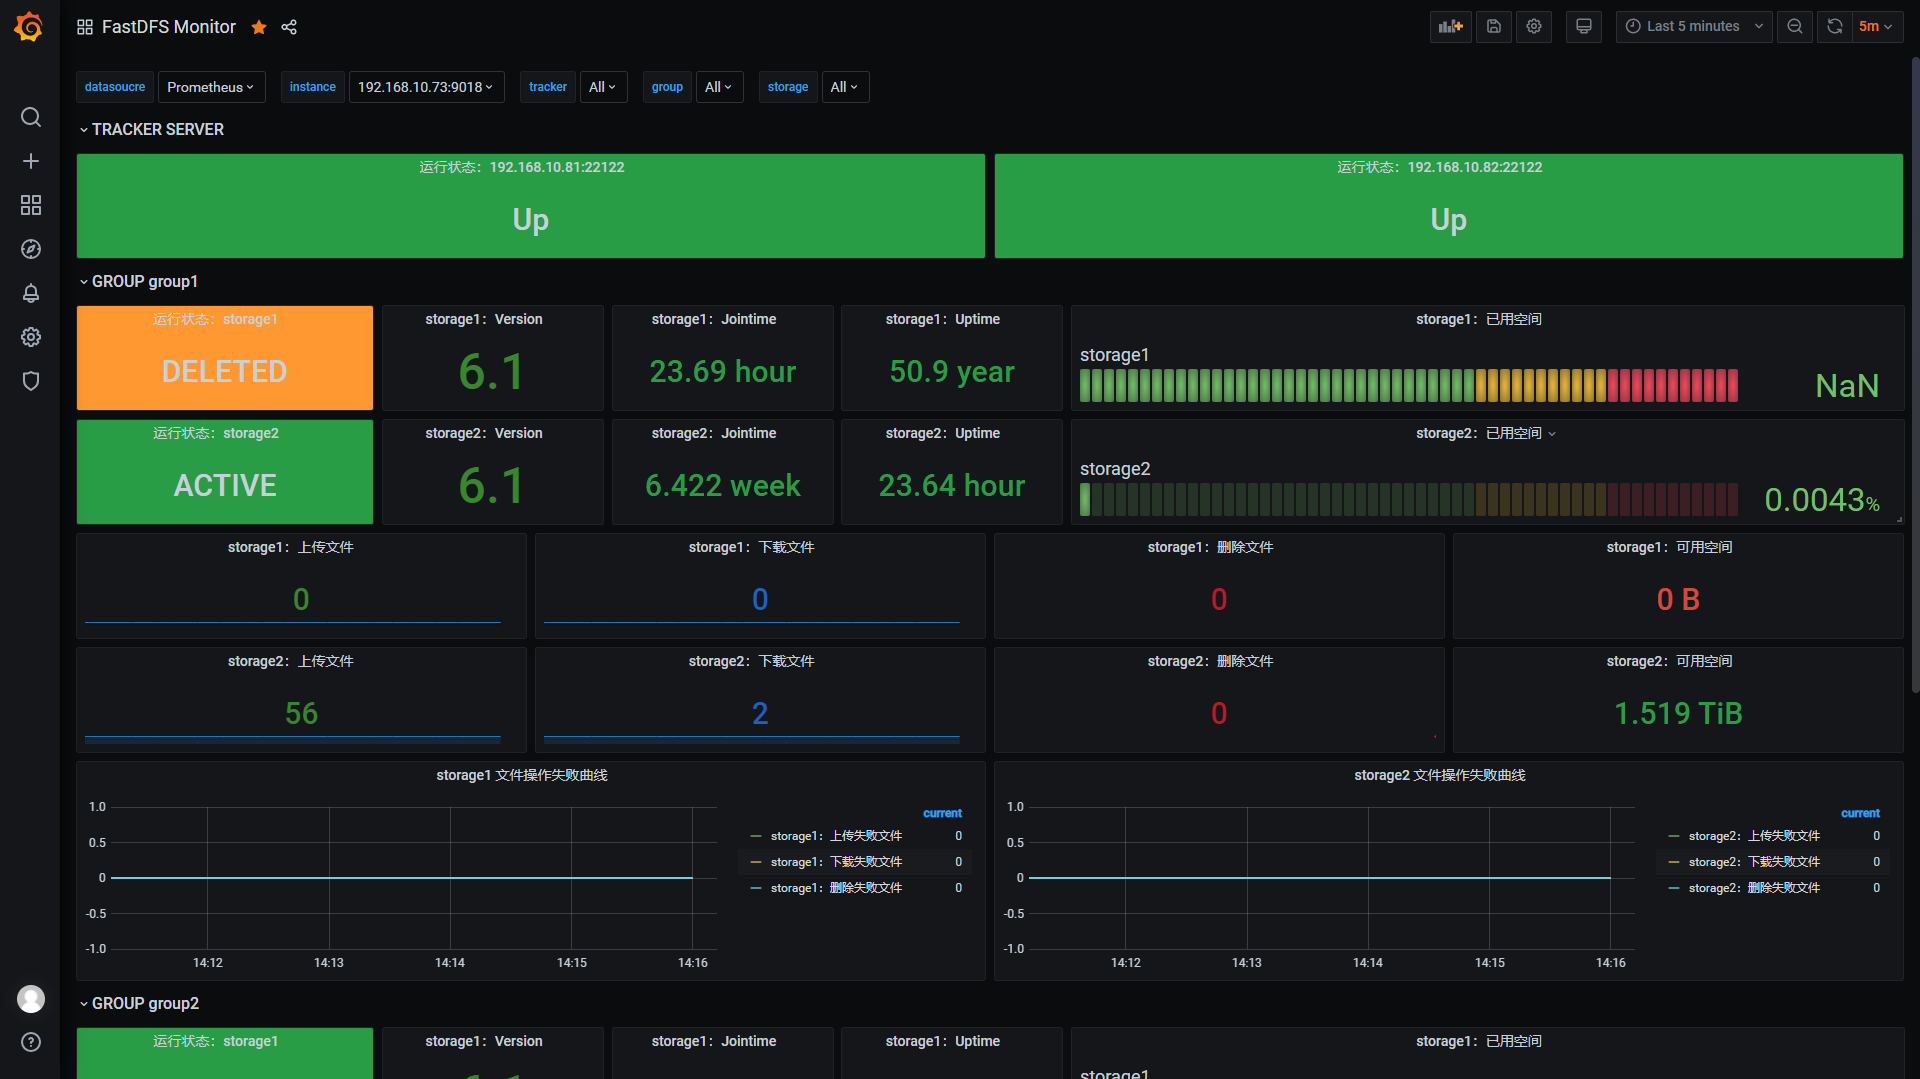 FastDFS Monitor
Last 5 minutes
5m
datasoucre Prometheus instance 192.168.10.73:9018 tracker All group All storage All
TRACKER SERVER
运行状态：192.168.10.81:22122
Up
运行状态：192.168.10.82:22122
Up
GROUP group1
运行状态：storage1
DELETED
storage1：Version
6.1
storage1：Jointime
23.69 hour
storage1：Uptime
50.9 year
storage1：已用空间
storage1
NaN
运行状态：storage2
ACTIVE
storage2：Version
6.1
storage2：Jointime
6.422 week
storage2：Uptime
23.64 hour
storage2：已用空间
storage2
0.0043%
storage1：上传文件
0
storage1：下载文件
0
storage1：删除文件
0
storage1：可用空间
0 B
storage2：上传文件
56
storage2：下载文件
2
storage2：删除文件
0
storage2：可用空间
1.519 TiB
storage1 文件操作失败曲线
1.0
0.5
0
-0.5
-1.0
14:12 14:13 14:14 14:15 14:16
current
storage1：上传失败文件 0
storage1：下载失败文件 0
storage1：删除失败文件 0
storage2 文件操作失败曲线
1.0
0.5
0
-0.5
-1.0
14:12 14:13 14:14 14:15 14:16
current
storage2：上传失败文件 0
storage2：下载失败文件 0
storage2：删除失败文件 0
GROUP group2
运行状态：storage1
storage1：Version
6.1
storage1：Jointime
storage1：Uptime
storage1：已用空间
storage1